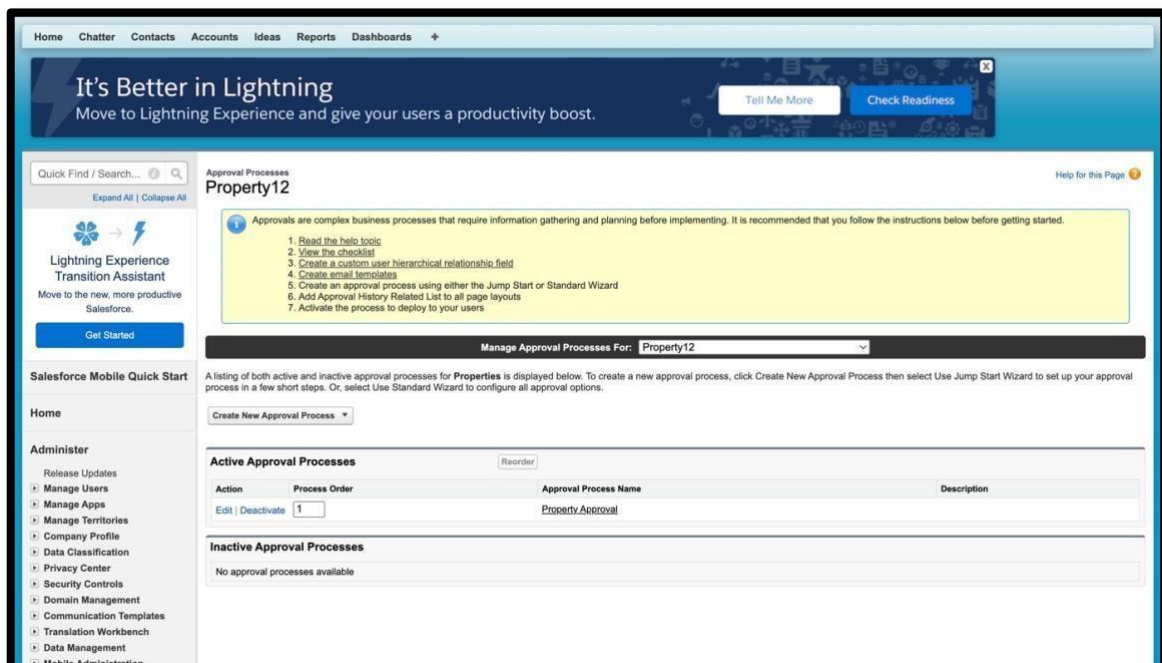 Home Chatter Contacts Accounts Ideas Reports Dashboards +
It's Better in Lightning
Move to Lightning Experience and give your users a productivity boost.
Tell Me More
Check Readiness
X
Quick Find / Search...
Expand All | Collapse All
Lightning Experience
Transition Assistant
Move to the new, more productive
Salesforce.
Get Started
Salesforce Mobile Quick Start
Home
Administer
Release Updates
Manage Users
Manage Apps
Manage Territories
Company Profile
Data Classification
Privacy Center
Security Controls
Domain Management
Communication Templates
Translation Workbench
Data Management
Mobile Administration
Approval Processes
Property12
Help for this Page
Approvals are complex business processes that require information gathering and planning before implementing. It is recommended that you follow the instructions below before getting started.
1. Read the help topic
2. View the checklist
3. Create a custom user hierarchical relationship field
4. Create email templates
5. Create an approval process using either the Jump Start or Standard Wizard
6. Add Approval History Related List to all page layouts
7. Activate the process to deploy to your users
Manage Approval Processes For: Property12
A listing of both active and inactive approval processes for Properties is displayed below. To create a new approval process, click Create New Approval Process then select Use Jump Start Wizard to set up your approval
process in a few short steps. Or, select Use Standard Wizard to configure all approval options.
Create New Approval Process
Active Approval Processes
Reorder
Action Process Order Approval Process Name Description
Edit | Deactivate 1 Property Approval
Inactive Approval Processes
No approval processes available